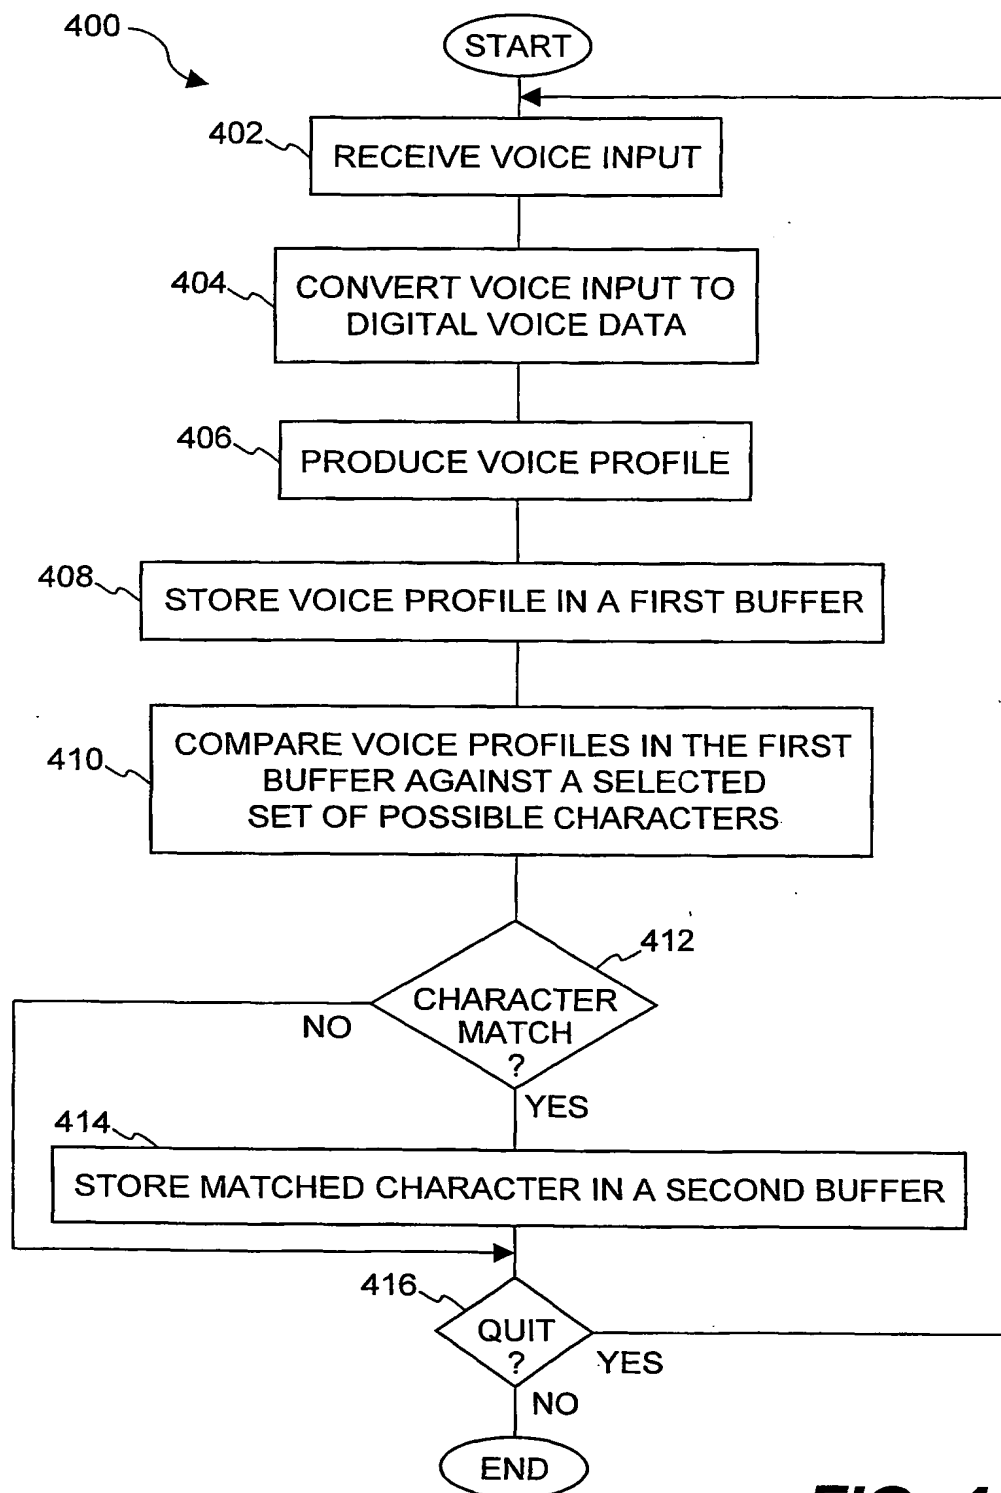 400
START
402
RECEIVE VOICE INPUT
404
CONVERT VOICE INPUT TO
DIGITAL VOICE DATA
406
PRODUCE VOICE PROFILE
408
STORE VOICE PROFILE IN A FIRST BUFFER
410
COMPARE VOICE PROFILES IN THE FIRST
BUFFER AGAINST A SELECTED
SET OF POSSIBLE CHARACTERS
412
CHARACTER
MATCH
?
NO
YES
414
STORE MATCHED CHARACTER IN A SECOND BUFFER
416
QUIT
?
YES
NO
END